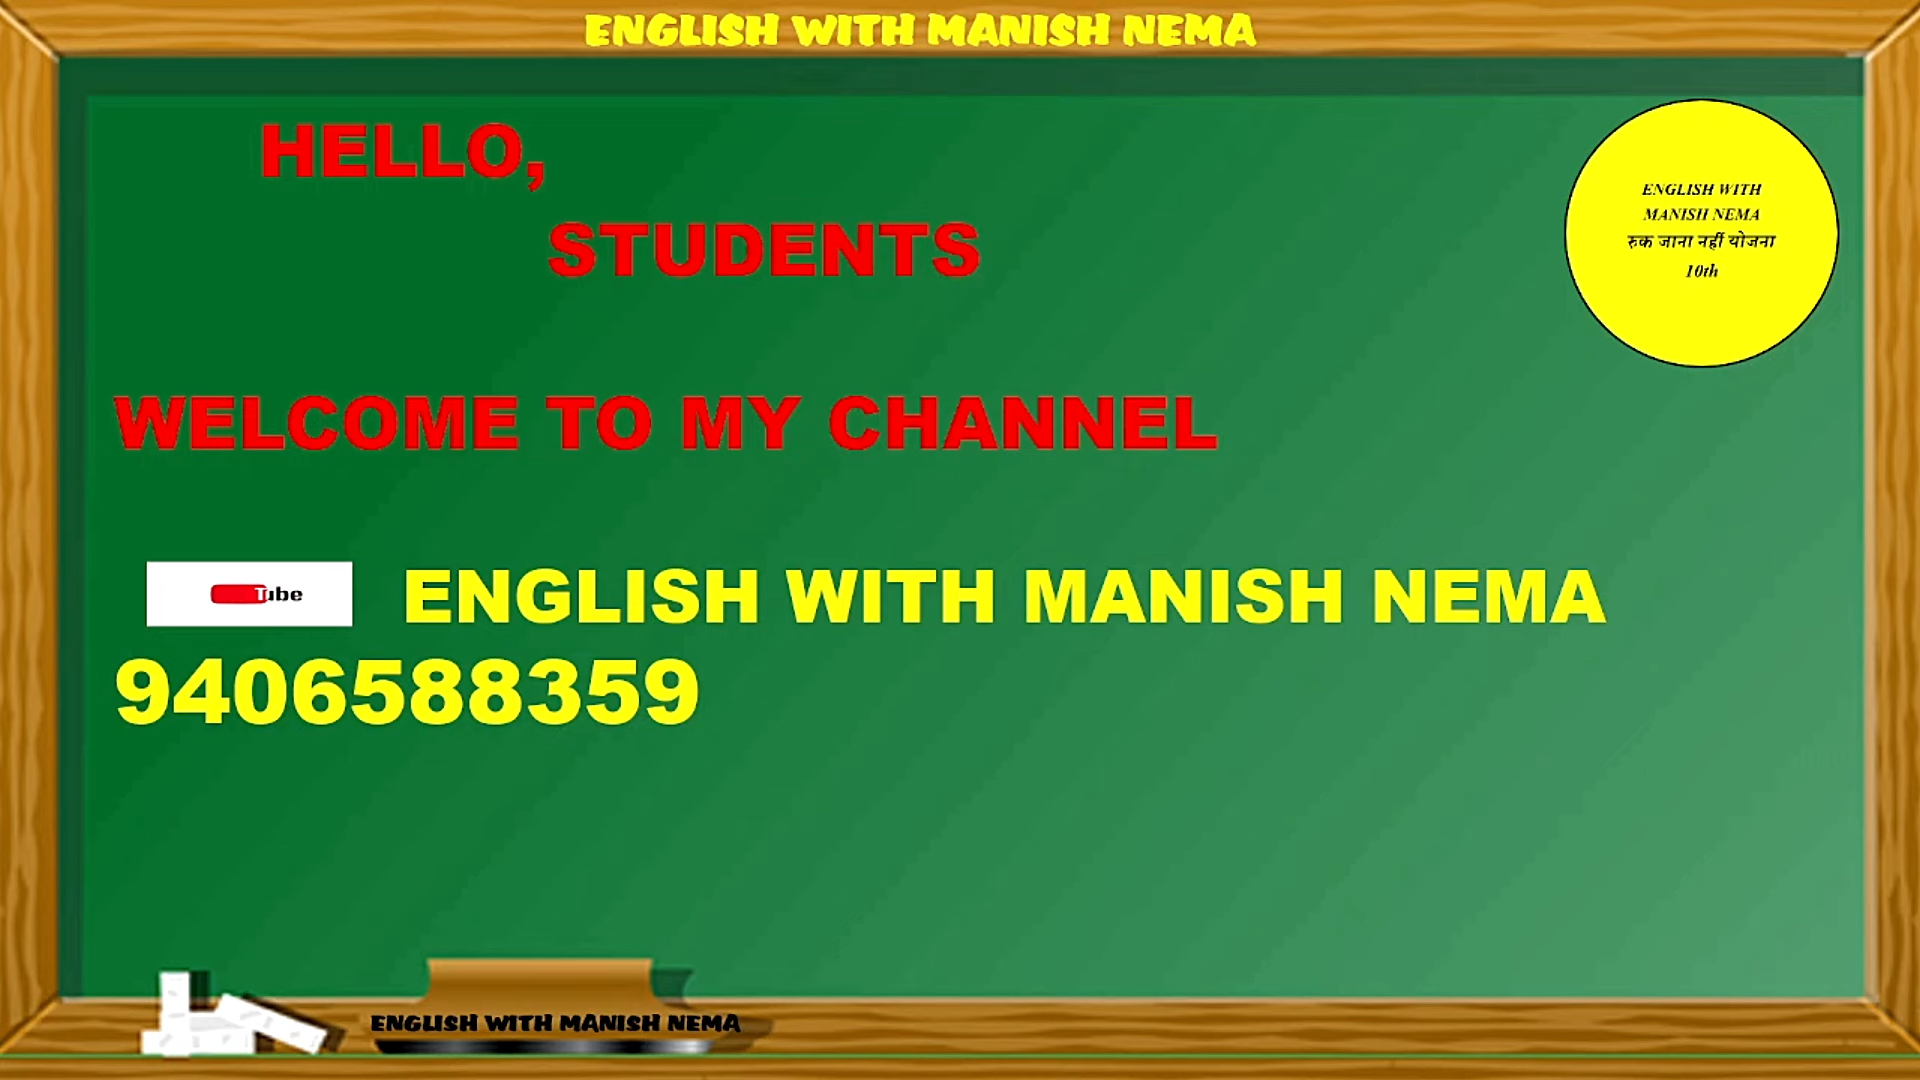 ENGLISH WITH MANISH NEMA
HELLO,
STUDENTS
ENGLISH WITH
MANISH NEMA
रुक जाना नहीं योजना
10th
WELCOME TO MY CHANNEL
Tube
ENGLISH WITH MANISH NEMA
9406588359
ENGLISH WITH MANISH NEMA